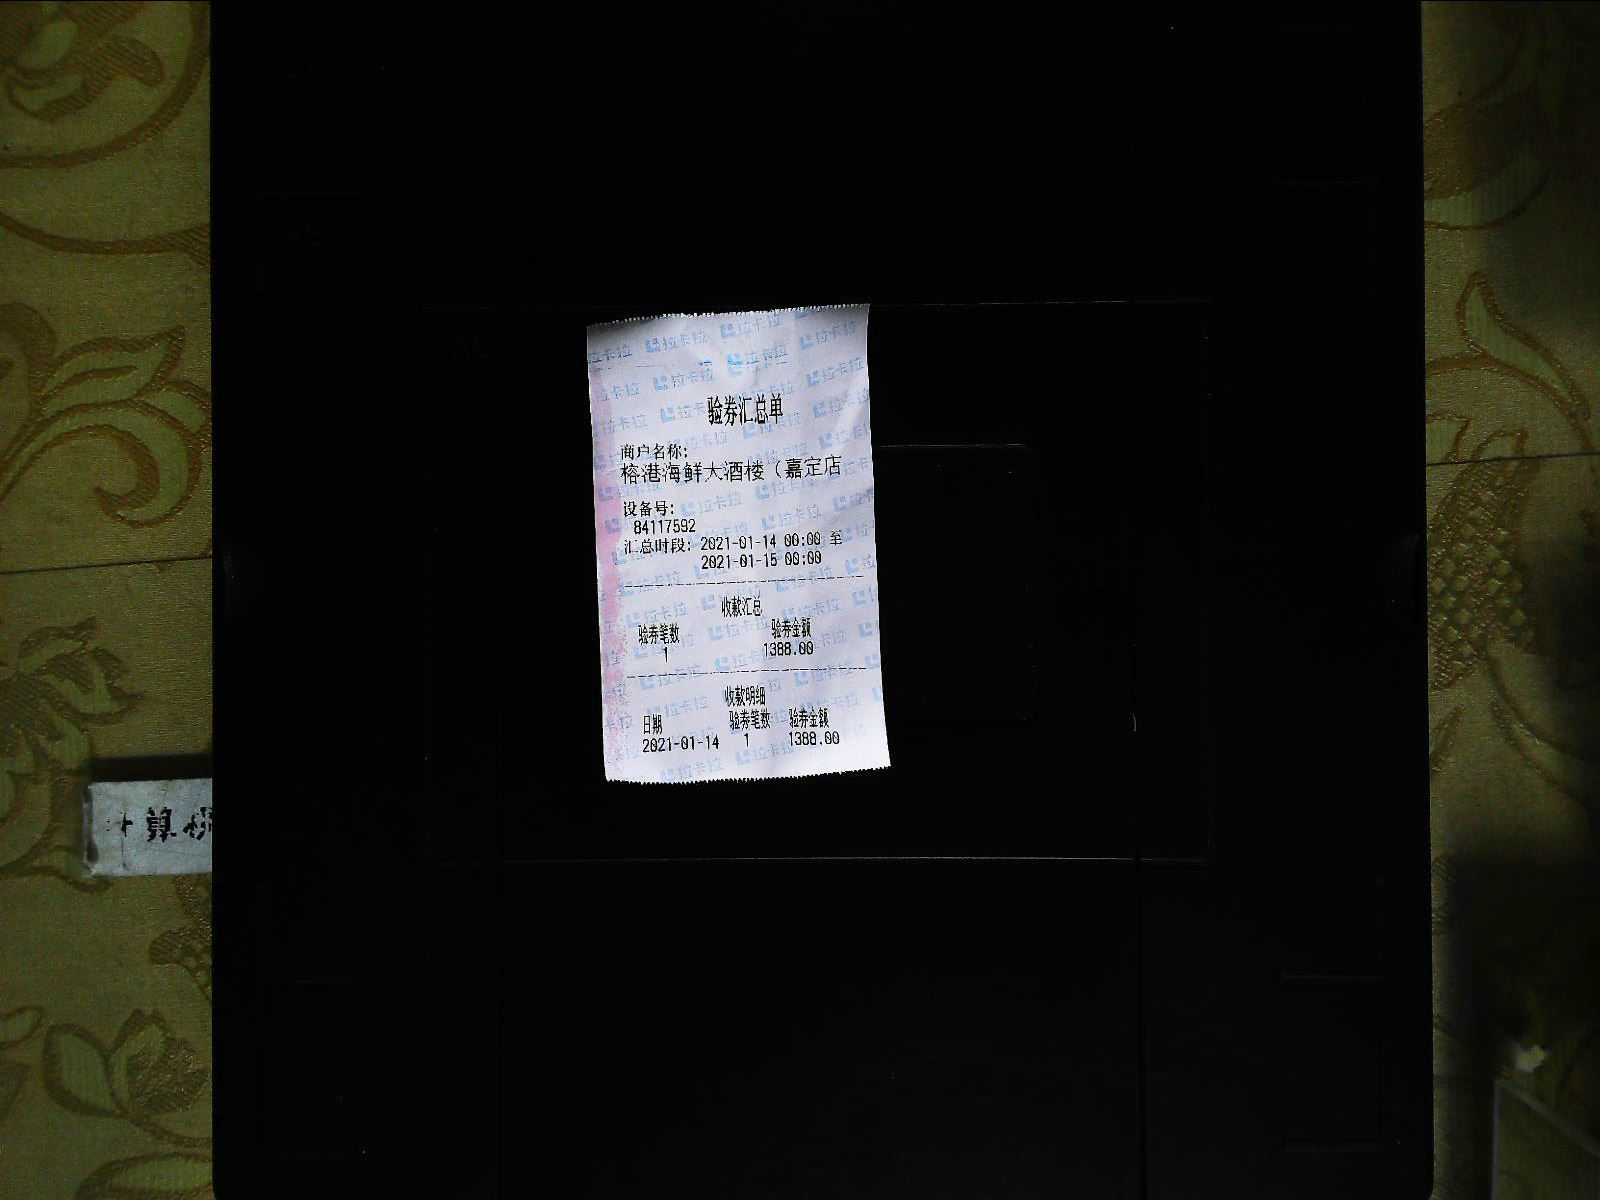 验券汇总单
商户名称:
榕港海鲜大酒楼（嘉定店
设备号:
84117592
汇总时段: 2021-01-14 00:00 至
2021-01-15 00:00
收款汇总
验券笔数 验券金额
1 1388.00
收款明细
日期 验券笔数 验券金额
2021-01-14 1 1388.00
拉卡拉